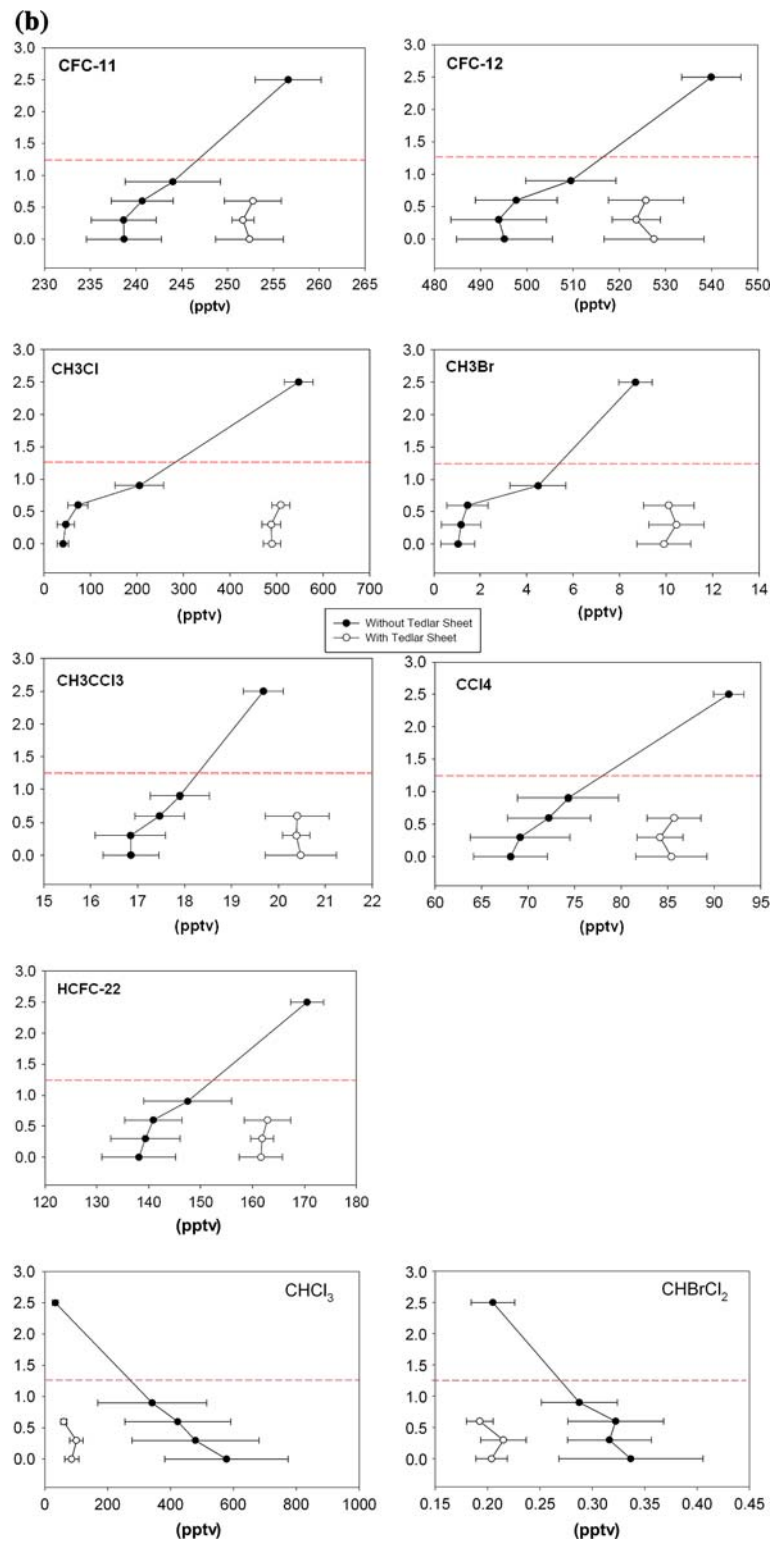 (b)
CFC-11
3.0
2.5
2.0
1.5
1.0
0.5
0.0
230 235 240 245 250 255 260 265
(pptv)
CFC-12
3.0
2.5
2.0
1.5
1.0
0.5
0.0
480 490 500 510 520 530 540 550
(pptv)
CH3Cl
3.0
2.5
2.0
1.5
1.0
0.5
0.0
0 100 200 300 400 500 600 700
(pptv)
CH3Br
3.0
2.5
2.0
1.5
1.0
0.5
0.0
0 2 4 6 8 10 12 14
(pptv)
Without Tedlar Sheet
With Tedlar Sheet
CH3CCl3
3.0
2.5
2.0
1.5
1.0
0.5
0.0
15 16 17 18 19 20 21 22
(pptv)
CCl4
3.0
2.5
2.0
1.5
1.0
0.5
0.0
60 65 70 75 80 85 90 95
(pptv)
HCFC-22
3.0
2.5
2.0
1.5
1.0
0.5
0.0
120 130 140 150 160 170 180
(pptv)
CHCl3
3.0
2.5
2.0
1.5
1.0
0.5
0.0
0 200 400 600 800 1000
(pptv)
CHBrCl2
3.0
2.5
2.0
1.5
1.0
0.5
0.0
0.15 0.20 0.25 0.30 0.35 0.40 0.45
(pptv)